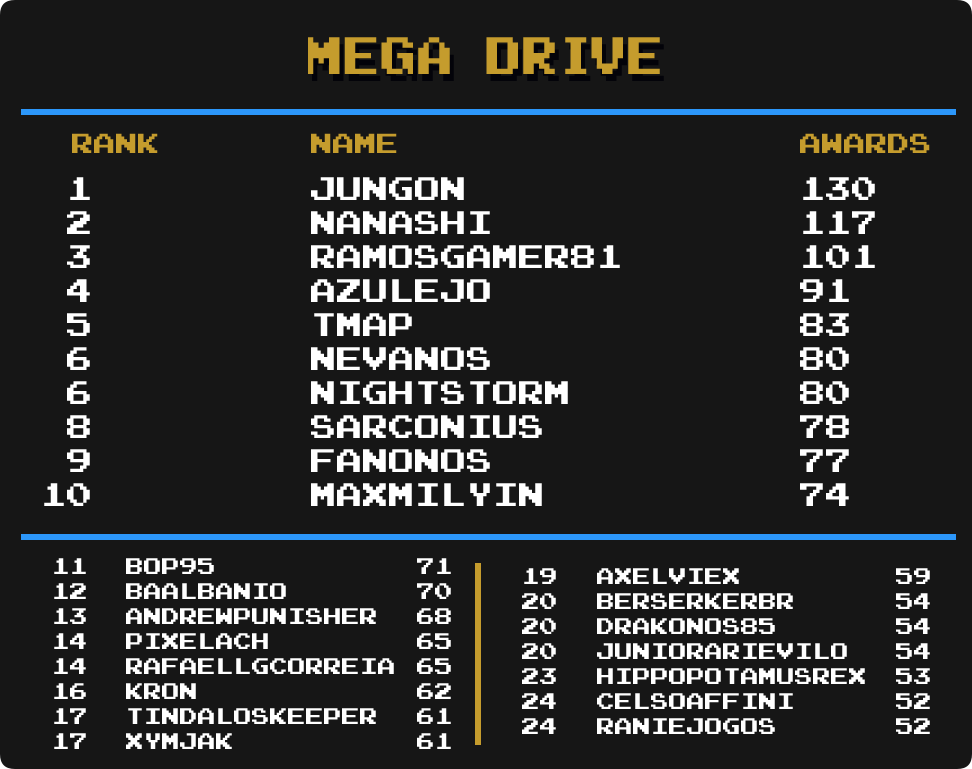 MEGA DRIVE
RANK NAME AWARDS
1 JUNGON 130
2 NANASHI 117
3 RAMOSGAMER81 101
4 AZULEJO 91
5 TMAP 83
6 NEVANOS 80
6 NIGHTSTORM 80
8 SARCONIUS 78
9 FANONOS 77
10 MAXMILYIN 74
11 BOP95 71
12 BAALBANIO 70
13 ANDREWPUNISHER 68
14 PIXELACH 65
14 RAFAELLGCORREIA 65
16 KRON 62
17 TINDALOSKEEPER 61
17 XYMJAK 61
19 AXELVIEX 59
20 BERSERKERBR 54
20 DRAKONOS85 54
20 JUNIORARIEVILO 54
23 HIPPOPOTAMUSREX 53
24 CELSOAFFINI 52
24 RANIEJOGOS 52